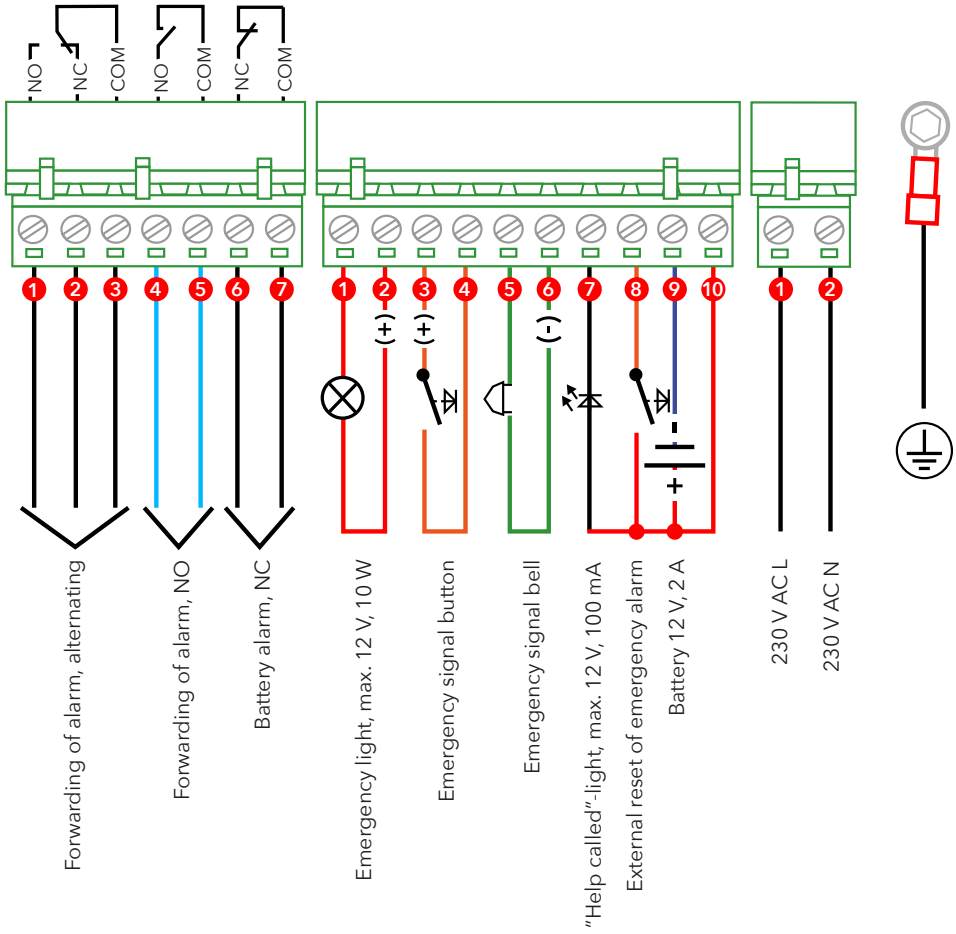 NO
NC
COM
NO
COM
NC
COM
1
2
3
4
5
6
7
1
2
3
4
5
6
7
8
9
10
1
2
(+)
(+)
(-)
-
+
Forwarding of alarm, alternating
Forwarding of alarm, NO
Battery alarm, NC
Emergency light, max. 12 V, 10 W
Emergency signal button
Emergency signal bell
”Help called”-light, max. 12 V, 100 mA
External reset of emergency alarm
Battery 12 V, 2 A
230 V AC L
230 V AC N